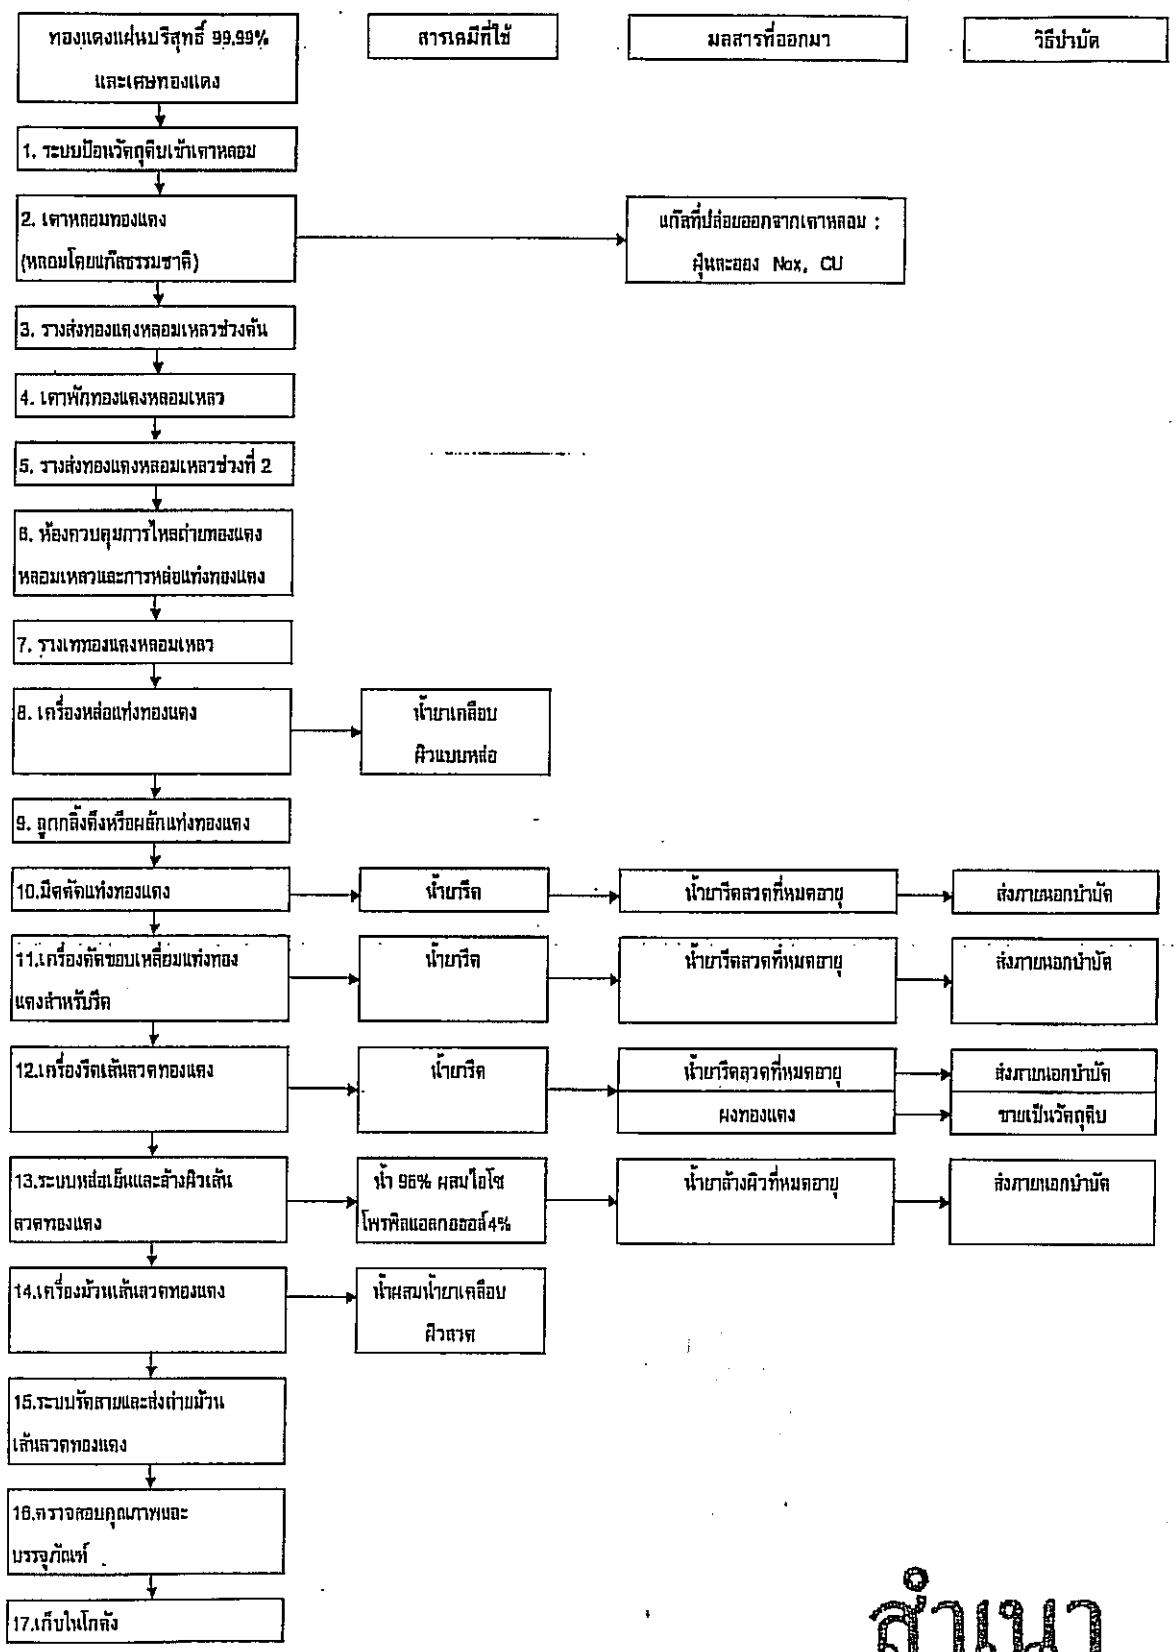 ทองแดงแผ่นบริสุทธิ์ 99.99%
และเศษทองแดง
สารเคมีที่ใช้
มลสารที่ออกมา
วิธีบำบัด
1. ระบบป้อนวัตถุดิบเข้าเตาหลอม
2. เตาหลอมทองแดง
(หลอมโดยแก๊สธรรมชาติ)
แก๊สที่ปล่อยออกจากเตาหลอม :
ฝุ่นละออง Nox, CU
3. รางส่งทองแดงหลอมเหลวช่วงต้น
4. เตาพักทองแดงหลอมเหลว
5. รางส่งทองแดงหลอมเหลวช่วงที่ 2
6. ห้องควบคุมการไหลถ่ายทองแดง
หลอมเหลวและการหล่อแท่งทองแดง
7. รางเททองแดงหลอมเหลว
8. เครื่องหล่อแท่งทองแดง
น้ำยาเคลือบ
ผิวแบบหล่อ
9. ลูกกลิ้งดึงหรือผลักแท่งทองแดง
10.มีดตัดแท่งทองแดง
น้ำยารีด
น้ำยารีดลวดที่หมดอายุ
ส่งภายนอกบำบัด
11.เครื่องตัดขอบเหลี่ยมแท่งทอง
แดงสำหรับรีด
น้ำยารีด
น้ำยารีดลวดที่หมดอายุ
ส่งภายนอกบำบัด
12.เครื่องรีดเส้นลวดทองแดง
น้ำยารีด
น้ำยารีดลวดที่หมดอายุ
ส่งภายนอกบำบัด
ผงทองแดง
ขายเป็นวัตถุดิบ
13.ระบบหล่อเย็นและล้างผิวเส้น
ลวดทองแดง
น้ำ 96% ผสมไอโซ
โพรพิลแอลกอฮอล์4%
น้ำยาล้างผิวที่หมดอายุ
ส่งภายนอกบำบัด
14.เครื่องม้วนเส้นลวดทองแดง
น้ำผสมน้ำยาเคลือบ
ผิวลวด
15.ระบบรัดสายและส่งถ่ายม้วน
เส้นลวดทองแดง
16.ตรวจสอบคุณภาพและ
บรรจุภัณฑ์
17.เก็บในโกดัง
สำเนา